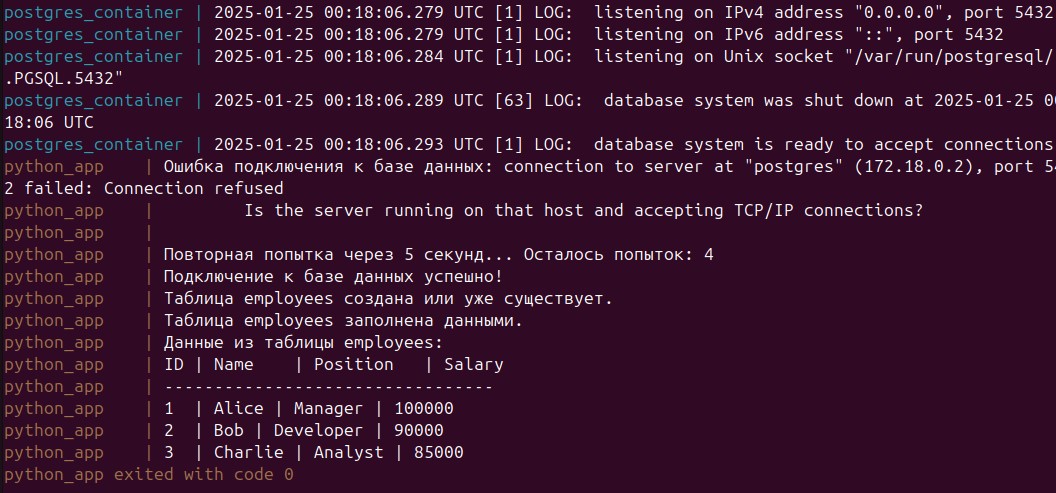 postgres_container | 2025-01-25 00:18:06.279 UTC [1] LOG:  listening on IPv4 address "0.0.0.0", port 5432
postgres_container | 2025-01-25 00:18:06.279 UTC [1] LOG:  listening on IPv6 address "::", port 5432
postgres_container | 2025-01-25 00:18:06.284 UTC [1] LOG:  listening on Unix socket "/var/run/postgresql/
.PGSQL.5432"
postgres_container | 2025-01-25 00:18:06.289 UTC [63] LOG:  database system was shut down at 2025-01-25 00
18:06 UTC
postgres_container | 2025-01-25 00:18:06.293 UTC [1] LOG:  database system is ready to accept connections
python_app    | Ошибка подключения к базе данных: connection to server at "postgres" (172.18.0.2), port 54
2 failed: Connection refused
python_app    |         Is the server running on that host and accepting TCP/IP connections?
python_app    |
python_app    | Повторная попытка через 5 секунд... Осталось попыток: 4
python_app    | Подключение к базе данных успешно!
python_app    | Таблица employees создана или уже существует.
python_app    | Таблица employees заполнена данными.
python_app    | Данные из таблицы employees:
python_app    | ID | Name    | Position   | Salary
python_app    | ---------------------------------
python_app    | 1  | Alice | Manager | 100000
python_app    | 2  | Bob | Developer | 90000
python_app    | 3  | Charlie | Analyst | 85000
python_app exited with code 0